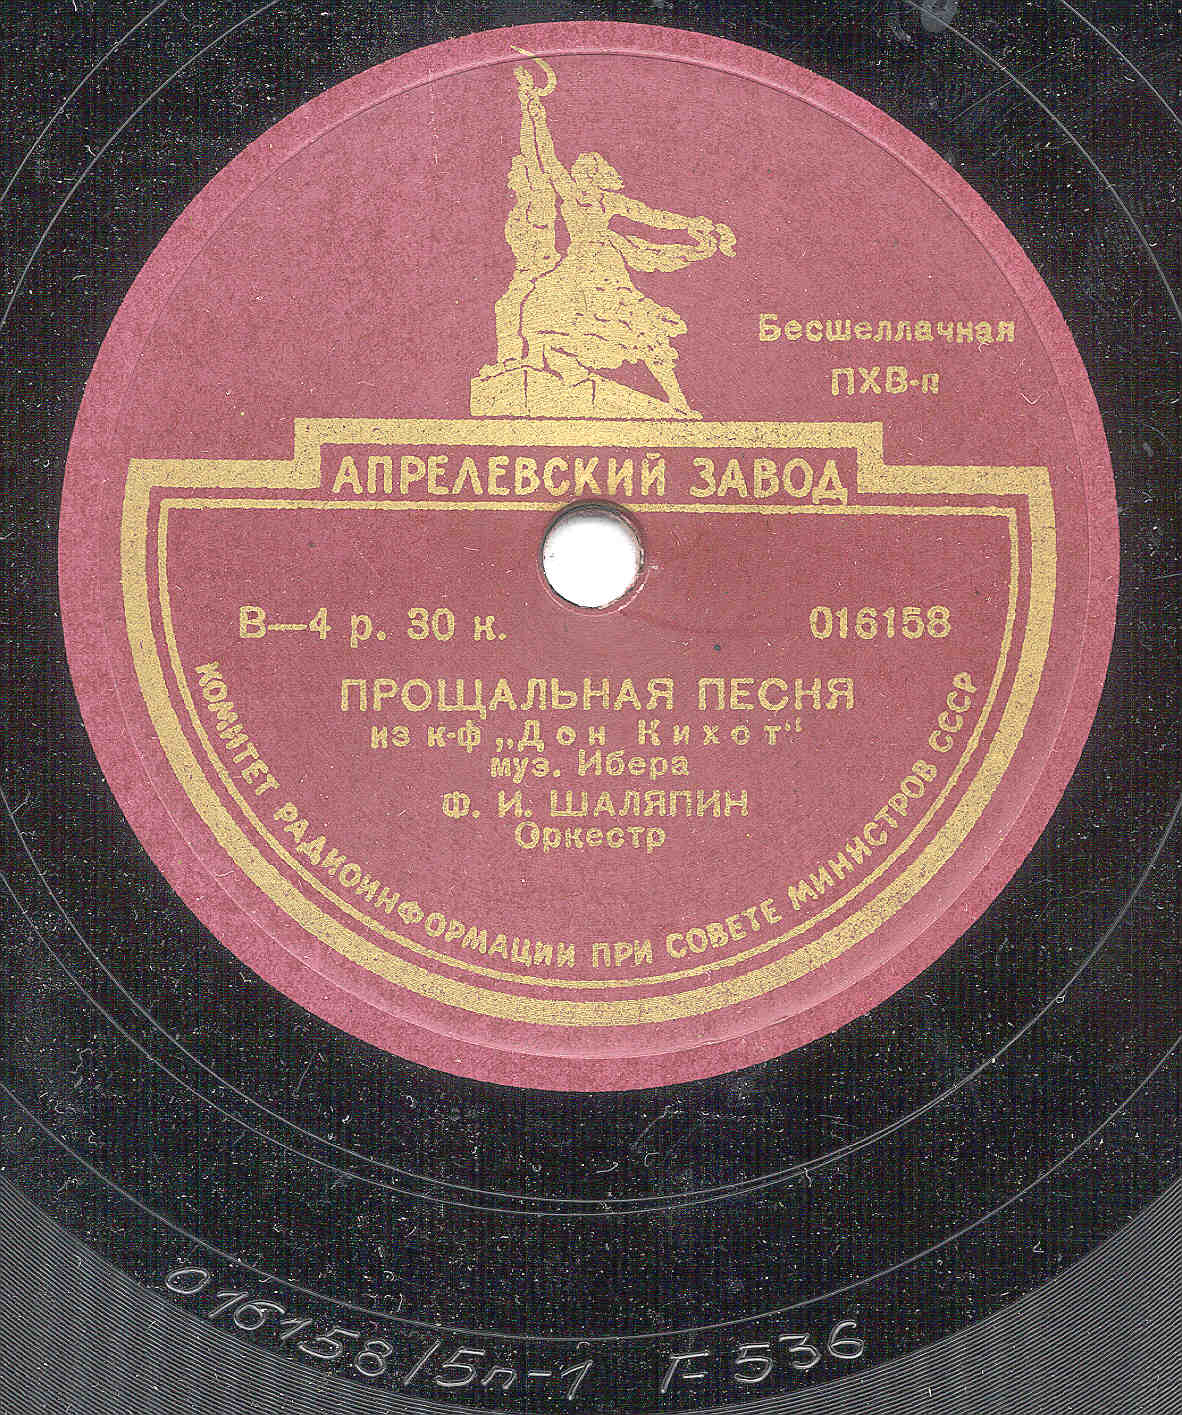 Бесшеллачная
ПХВ-п
АПРЕЛЕВСКИЙ ЗАВОД
В—4 р. 30 к.
016158
ПРОЩАЛЬНАЯ ПЕСНЯ
из к-ф „Дон Кихот“
муз. Ибера
Ф. И. ШАЛЯПИН
Оркестр
КОМИТЕТ РАДИОИНФОРМАЦИИ ПРИ СОВЕТЕ МИНИСТРОВ СССР
016158/5п-1 Г-536